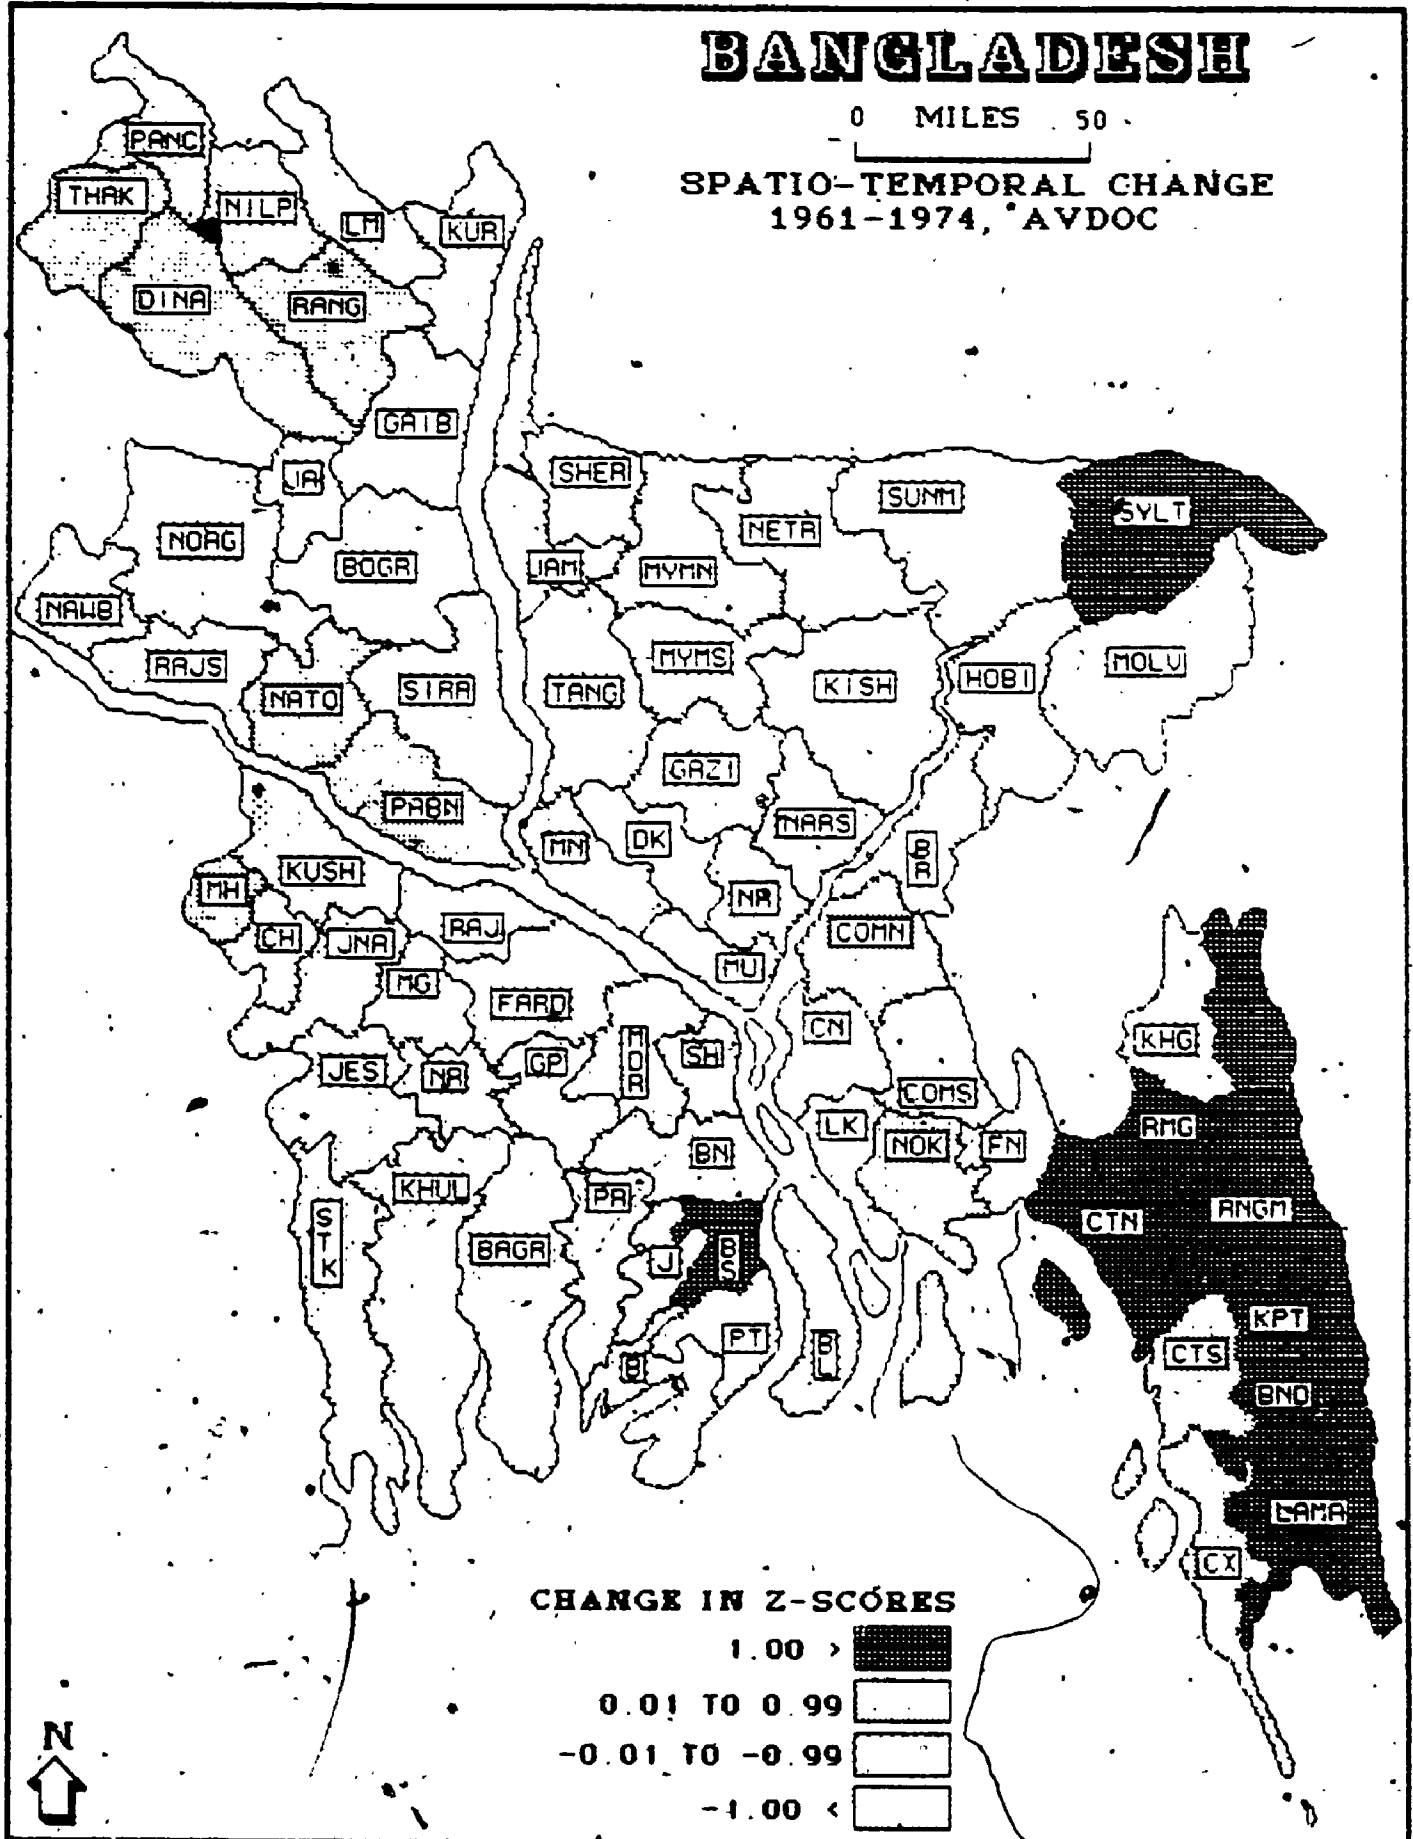 BANGLADESH
0 MILES 50
SPATIO-TEMPORAL CHANGE
1961-1974, AVDOC
PANC
THAK
NILP
LM
KUR
DINA
RANG
GAIB
JA
SHER
SUNM
SYLT
NORG
NETR
BOGR
JAM
MYMN
NAWB
RAJS
MYMS
MOLV
NATO
SIRA
TANG
KISH
HOBI
GAZI
PABN
NARS
MN
DK
BR
KUSH
MH
NR
RAJ
CH
JNA
COMN
MU
MG
FARD
CN
KHG
MDR
SH
GP
JES
NR
COMS
LK
RMG
NOK
FN
BN
KHUL
PR
STK
RNGM
CTN
BAGR
J
BS
KPT
PT
BL
CTS
B
BND
LAMA
CX
CHANGE IN Z-SCORES
1.00 >
0.01 TO 0.99
-0.01 TO -0.99
-1.00 <
N